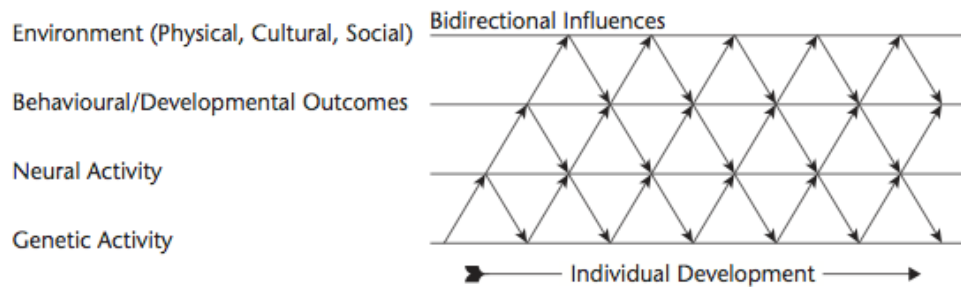 Bidirectional Influences
Environment (Physical, Cultural, Social)
Behavioural/Developmental Outcomes
Neural Activity
Genetic Activity
Individual Development